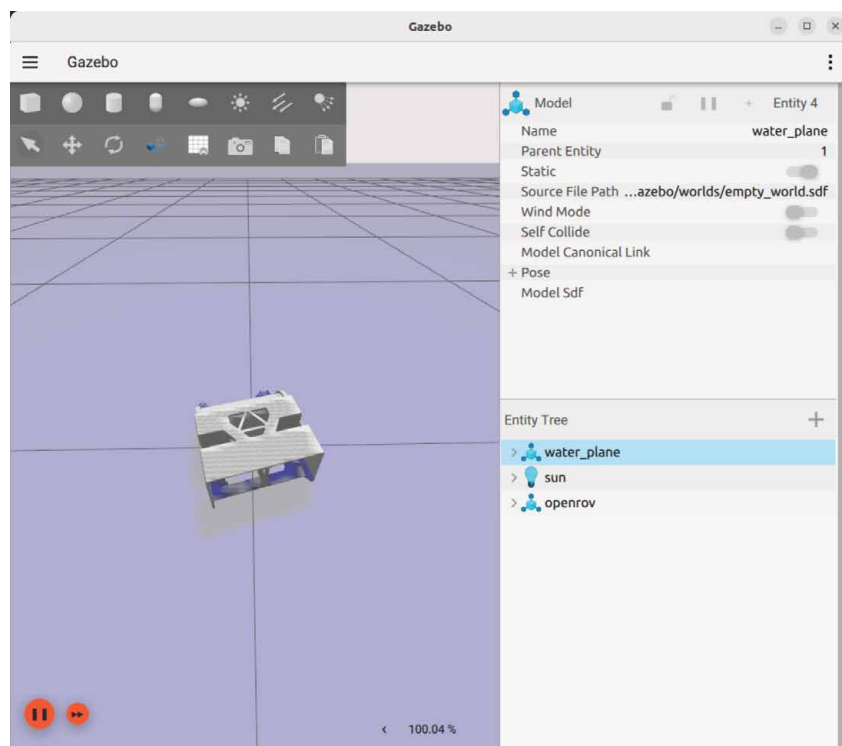 Gazebo
Gazebo
Model Entity 4
Name water_plane
Parent Entity 1
Static
Source File Path ...azebo/worlds/empty_world.sdf
Wind Mode
Self Collide
Model Canonical Link
+ Pose
Model Sdf
Entity Tree
water_plane
sun
openrov
100.04 %